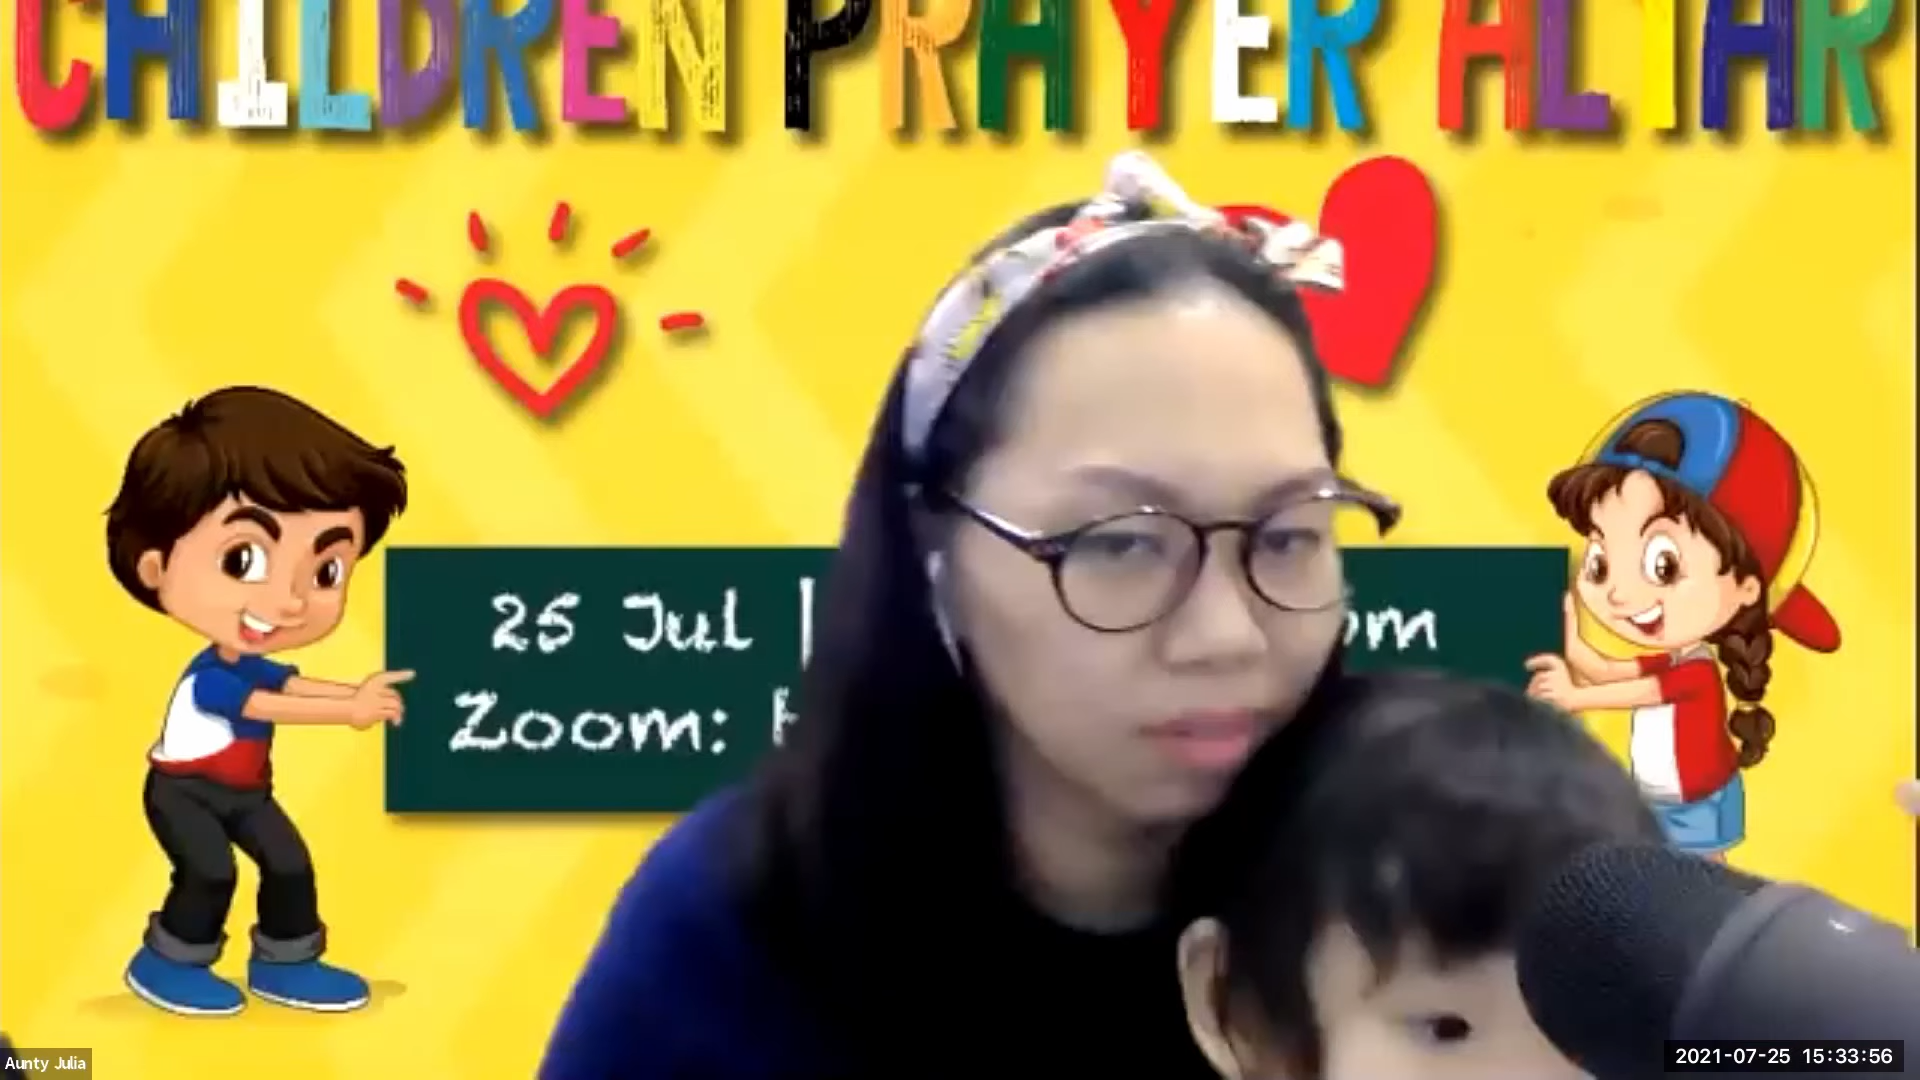 CHILDREN PRAYER ALTAR
25 Jul |
Zoom:
Aunty Julia
2021-07-25 15:33:56